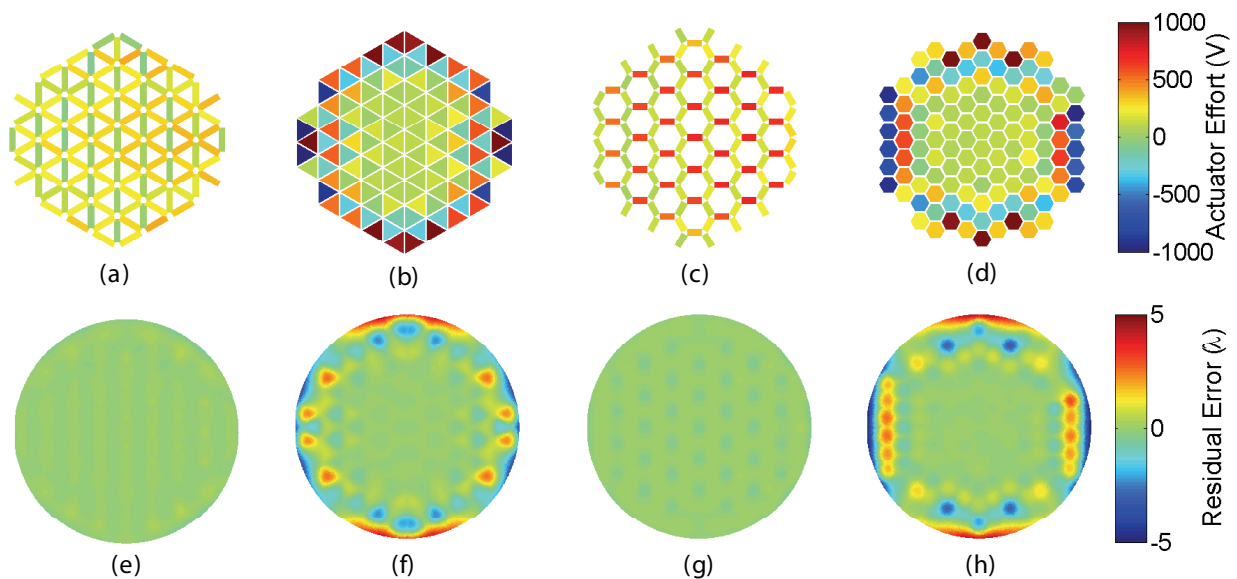 1000
500
0
-500
-1000
Actuator Effort (V)
(a)
(b)
(c)
(d)
5
0
-5
Residual Error (λ)
(e)
(f)
(g)
(h)